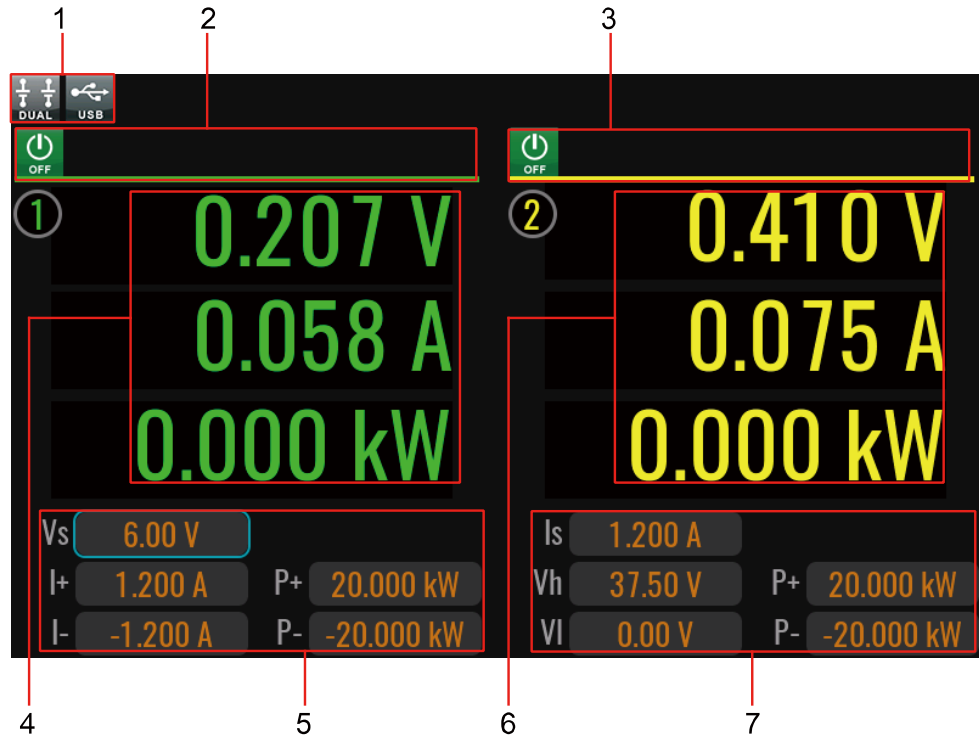 1 2 3
DUAL USB
OFF OFF
1 0.207 V 2 0.410 V
0.058 A 0.075 A
0.000 kW 0.000 kW
Vs 6.00 V Is 1.200 A
I+ 1.200 A P+ 20.000 kW Vh 37.50 V P+ 20.000 kW
I- -1.200 A P- -20.000 kW Vl 0.00 V P- -20.000 kW
4 5 6 7